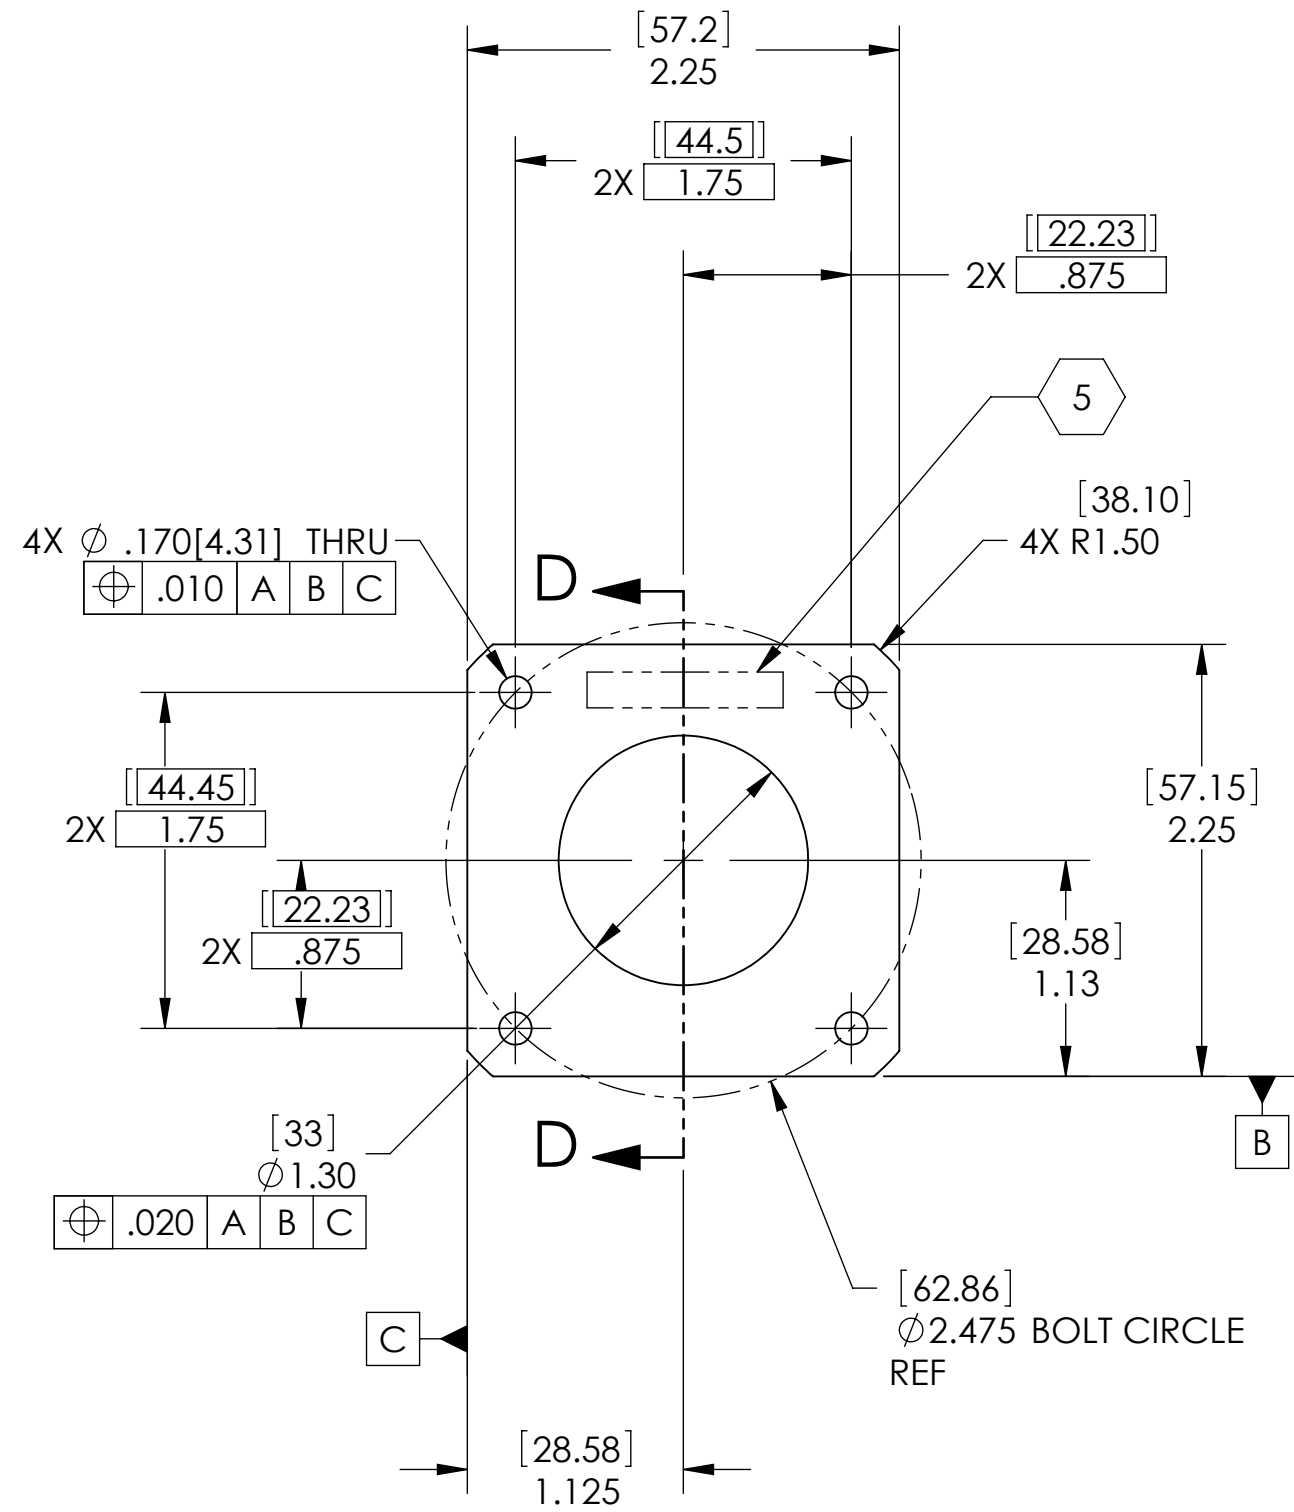 [57.2]
2.25
[44.5]
2X 1.75
[22.23]
2X .875
5
[38.10]
4X R1.50
4X ∅ .170[4.31] THRU
⌖ .010 A B C
D
[44.45]
2X 1.75
[57.15]
2.25
[22.23]
2X .875
[28.58]
1.13
[33]
∅1.30
D
B
⌖ .020 A B C
[62.86]
∅2.475 BOLT CIRCLE
REF
C
[28.58]
1.125